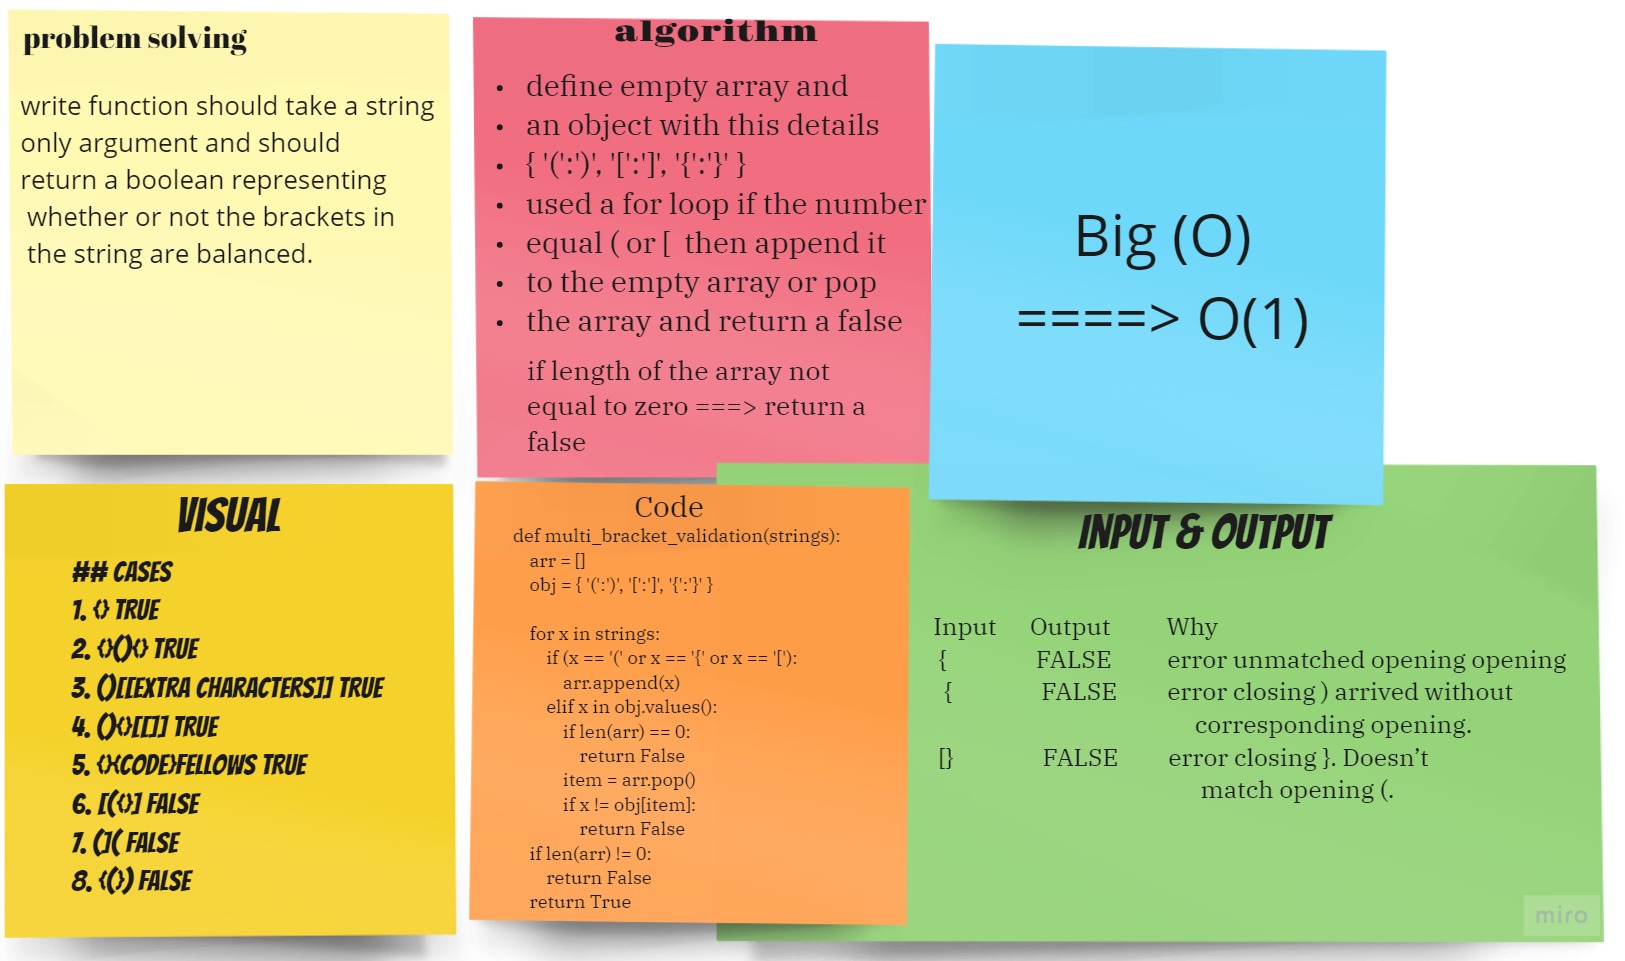 problem solving
write function should take a string
only argument and should
return a boolean representing
whether or not the brackets in
the string are balanced.
algorithm
• define empty array and
• an object with this details
• { '(':')', '[':']', '{':'}' }
• used a for loop if the number
• equal ( or [ then append it
• to the empty array or pop
• the array and return a false
if length of the array not
equal to zero ===> return a
false
Big (O)
====> O(1)
VISUAL
## CASES
1. {} TRUE
2. {}(){} TRUE
3. ()[[EXTRA CHARACTERS]] TRUE
4. (){}[[]] TRUE
5. {}{CODE}FELLOWS TRUE
6. [({}] FALSE
7. (]( FALSE
8. {(}) FALSE
Code
def multi_bracket_validation(strings):
arr = []
obj = { '(':')', '[':']', '{':'}' }
for x in strings:
if (x == '(' or x == '{' or x == '['):
arr.append(x)
elif x in obj.values():
if len(arr) == 0:
return False
item = arr.pop()
if x != obj[item]:
return False
if len(arr) != 0:
return False
return True
INPUT & OUTPUT
Input Output Why
{ FALSE error unmatched opening opening
{ FALSE error closing ) arrived without
corresponding opening.
[} FALSE error closing }. Doesn’t
match opening (.
miro